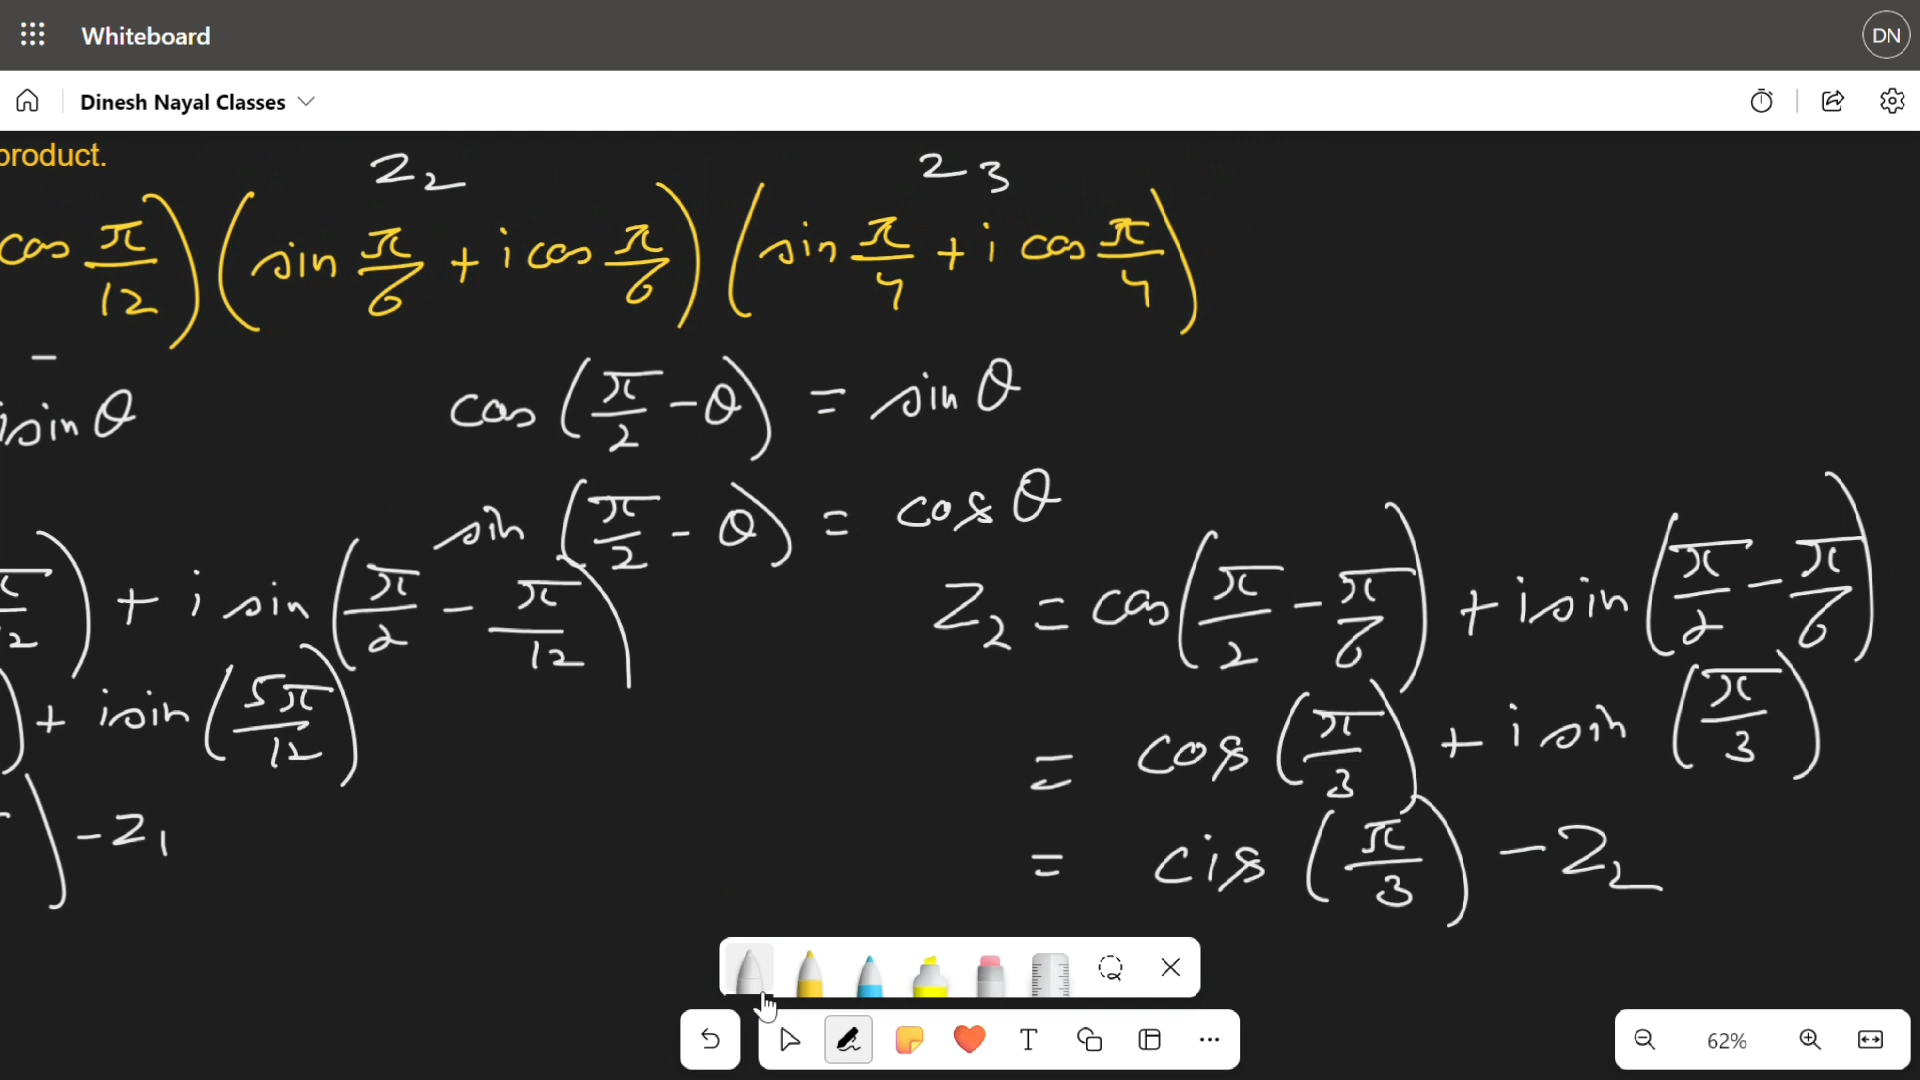 Whiteboard DN
Dinesh Nayal Classes
product.
Z₂ Z₃
cos π/12) (sin π/6 + i cos π/6) (sin π/4 + i cos π/4)
isin θ cos (π/2 - θ) = sin θ
sin (π/2 - θ) = cos θ
) + i sin (π/2 - π/12) Z₂ = cos (π/2 - π/6) + isin (π/2 - π/6)
) + isin (5π/12) = cos (π/3) + i sin (π/3)
) - Z₁ = cis (π/3) - Z₂
T
62%